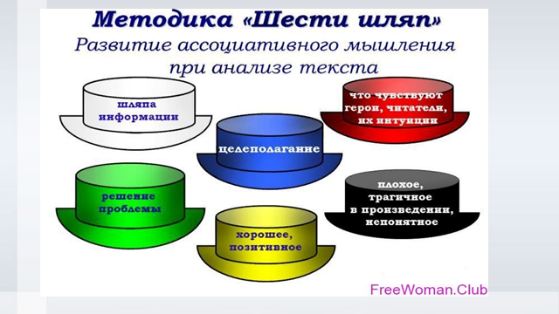 Методика «Шести шляп»
Развитие ассоциативного мышления
при анализе текста
шляпа
информации
что чувствуют
герои, читатели,
их интуиции
целеполагание
решение
проблемы
плохое,
трагичное
в произведении,
непонятное
хорошее,
позитивное
FreeWoman.Club